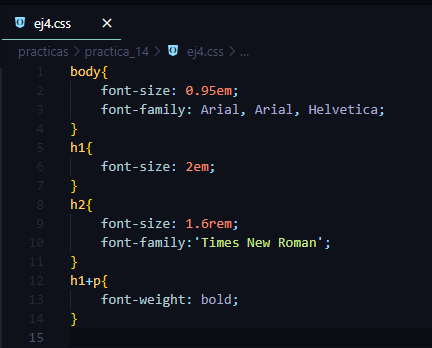 ej4.css ×
practicas > practica_14 > ej4.css > ...
1 body{
2 font-size: 0.95em;
3 font-family: Arial, Arial, Helvetica;
4 }
5 h1{
6 font-size: 2em;
7 }
8 h2{
9 font-size: 1.6rem;
10 font-family:'Times New Roman';
11 }
12 h1+p{
13 font-weight: bold;
14 }
15